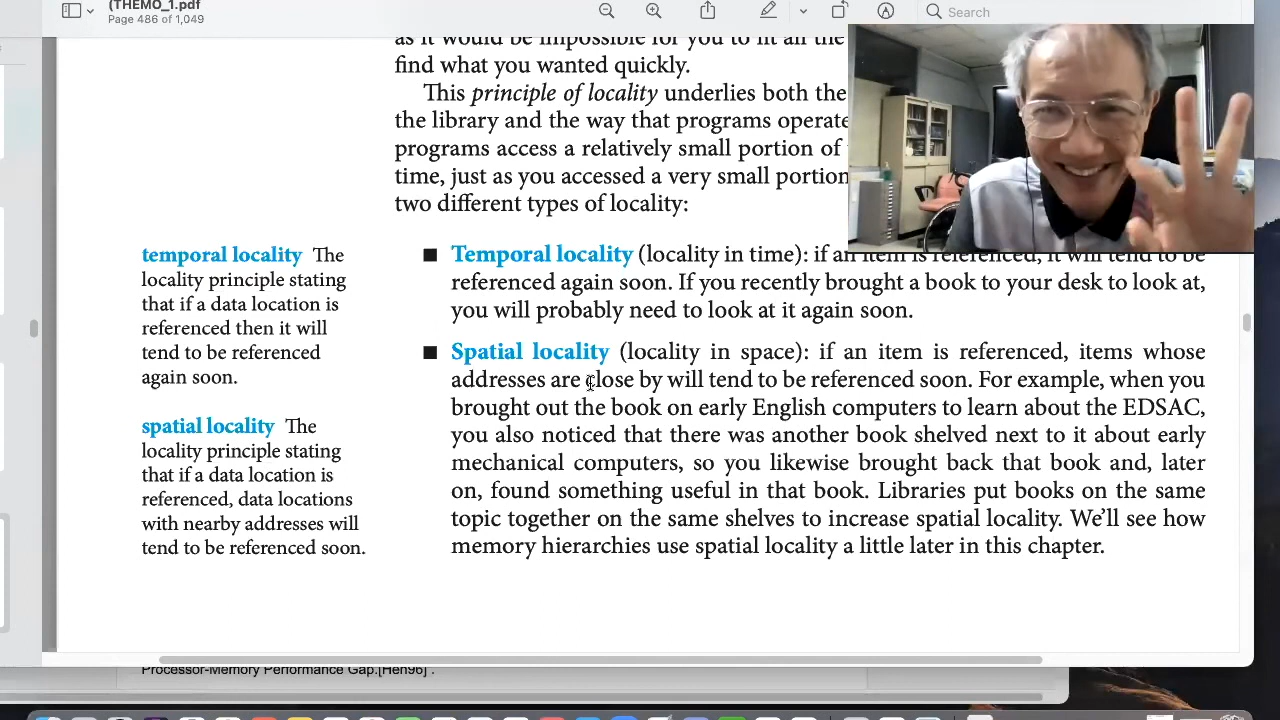 (THEMO_1.pdf
Page 486 of 1,049
Search
as it would be impossible for you to fit all the
find what you wanted quickly.
This principle of locality underlies both the
the library and the way that programs operate
programs access a relatively small portion of
time, just as you accessed a very small portion
two different types of locality:
■ Temporal locality (locality in time): if an item is referenced, it will tend to be
referenced again soon. If you recently brought a book to your desk to look at,
you will probably need to look at it again soon.
■ Spatial locality (locality in space): if an item is referenced, items whose
addresses are close by will tend to be referenced soon. For example, when you
brought out the book on early English computers to learn about the EDSAC,
you also noticed that there was another book shelved next to it about early
mechanical computers, so you likewise brought back that book and, later
on, found something useful in that book. Libraries put books on the same
topic together on the same shelves to increase spatial locality. We'll see how
memory hierarchies use spatial locality a little later in this chapter.
temporal locality The
locality principle stating
that if a data location is
referenced then it will
tend to be referenced
again soon.
spatial locality The
locality principle stating
that if a data location is
referenced, data locations
with nearby addresses will
tend to be referenced soon.
Processor-Memory Performance Gap.[Hen96] .